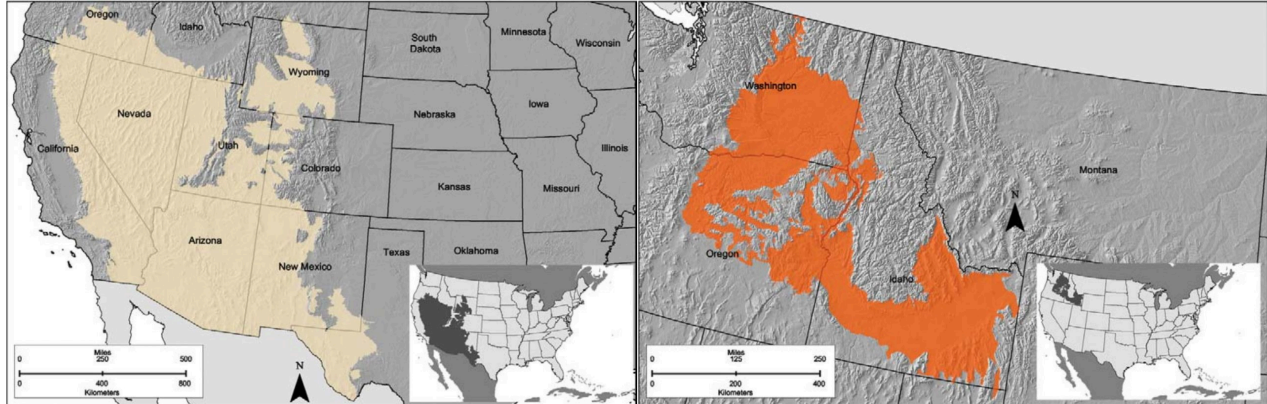 Oregon
Idaho
South
Dakota
Minnesota
Wisconsin
Wyoming
Iowa
Nebraska
Nevada
Utah
Illinois
California
Colorado
Kansas
Missouri
Arizona
New Mexico
Texas
Oklahoma
Miles
0 250 500
0 400 800
Kilometers
N
Washington
Montana
N
Oregon
Idaho
Miles
0 125 250
0 200 400
Kilometers